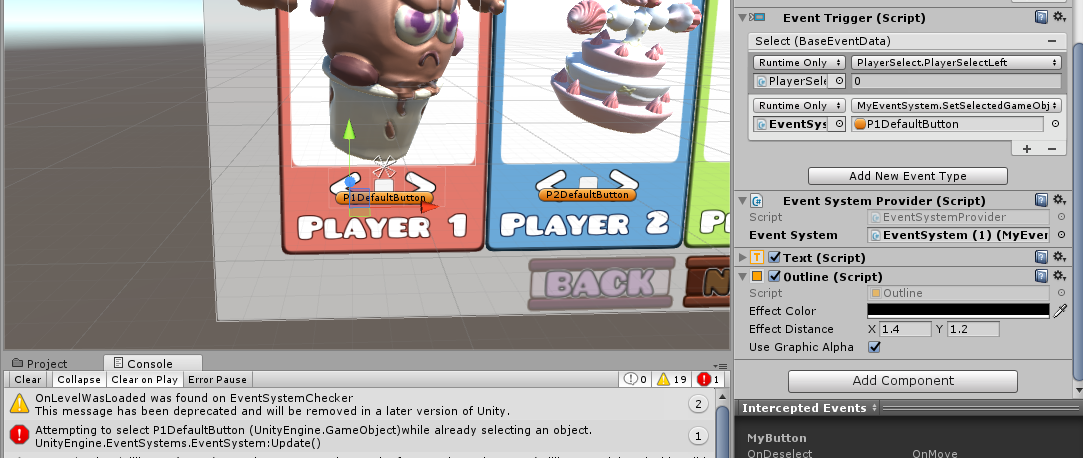 Event Trigger (Script)
Select (BaseEventData)
Runtime Only
PlayerSelect.PlayerSelectLeft
PlayerSele
0
Runtime Only
MyEventSystem.SetSelectedGameObj
EventSys
P1DefaultButton
+ −
Add New Event Type
Event System Provider (Script)
Script
EventSystemProvider
Event System
EventSystem (1) (MyEven
Text (Script)
Outline (Script)
Script
Outline
Effect Color
Effect Distance
X 1.4 Y 1.2
Use Graphic Alpha
Add Component
Intercepted Events
MyButton
OnDeselect OnMove
P1DefaultButton
P2DefaultButton
PLAYER 1
PLAYER 2
BACK
N
Project Console
Clear Collapse Clear on Play Error Pause
0 19 1
OnLevelWasLoaded was found on EventSystemChecker
This message has been deprecated and will be removed in a later version of Unity.
2
Attempting to select P1DefaultButton (UnityEngine.GameObject)while already selecting an object.
UnityEngine.EventSystems.EventSystem:Update()
1